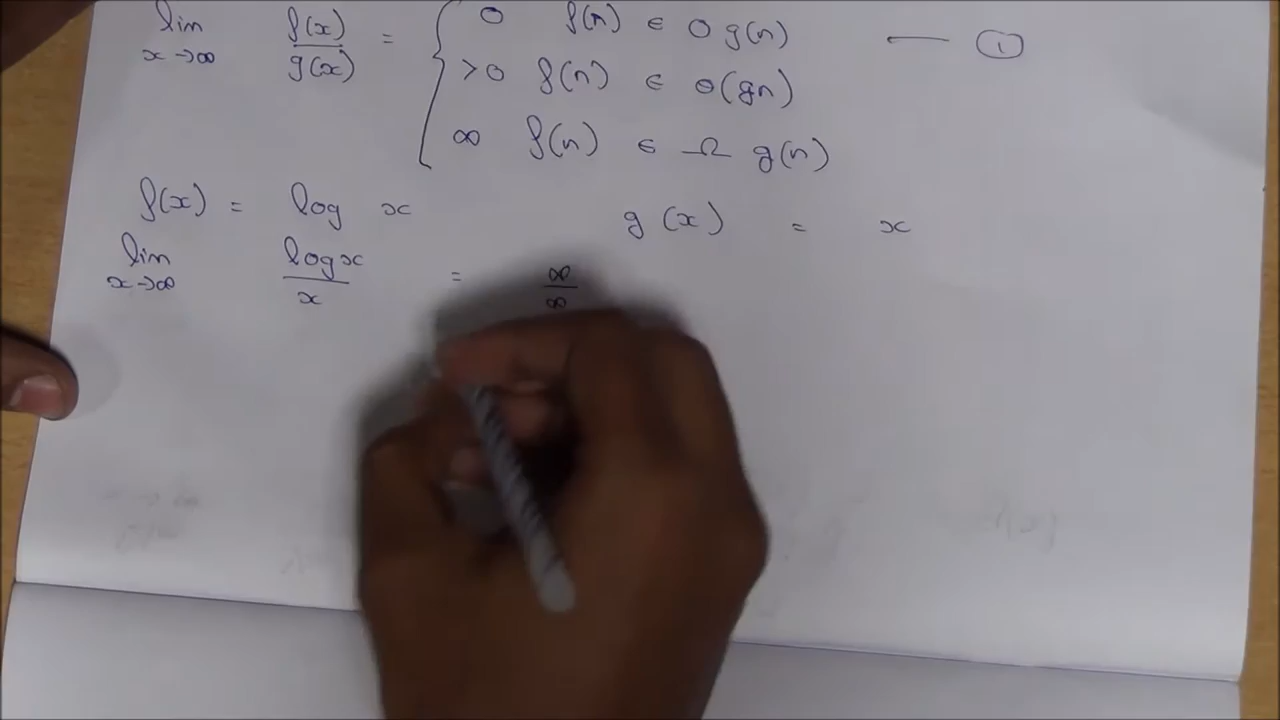 lim x→∞ f(x)/g(x) = { 0 f(n) ∈ O g(n) — ①
>0 f(n) ∈ θ(gn)
∞ f(n) ∈ Ω g(n)
f(x) = log x g(x) = x
lim x→∞ log x/x = ∞/∞